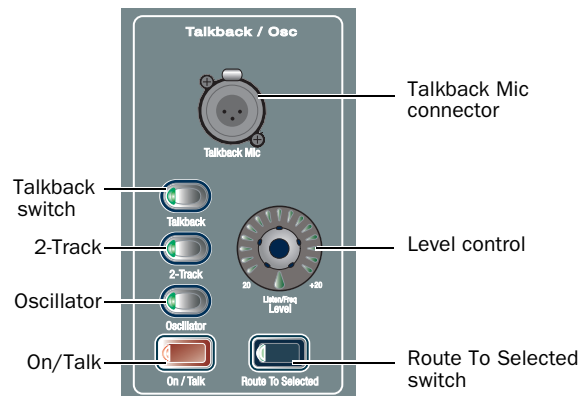 Talkback / Osc
Talkback Mic
connector
Talkback Mic
Talkback
switch
Talkback
2-Track
2-Track
Level control
20
+20
Listen/Freq
Level
Oscillator
Oscillator
On/Talk
On / Talk
Route To Selected
Route To Selected
switch